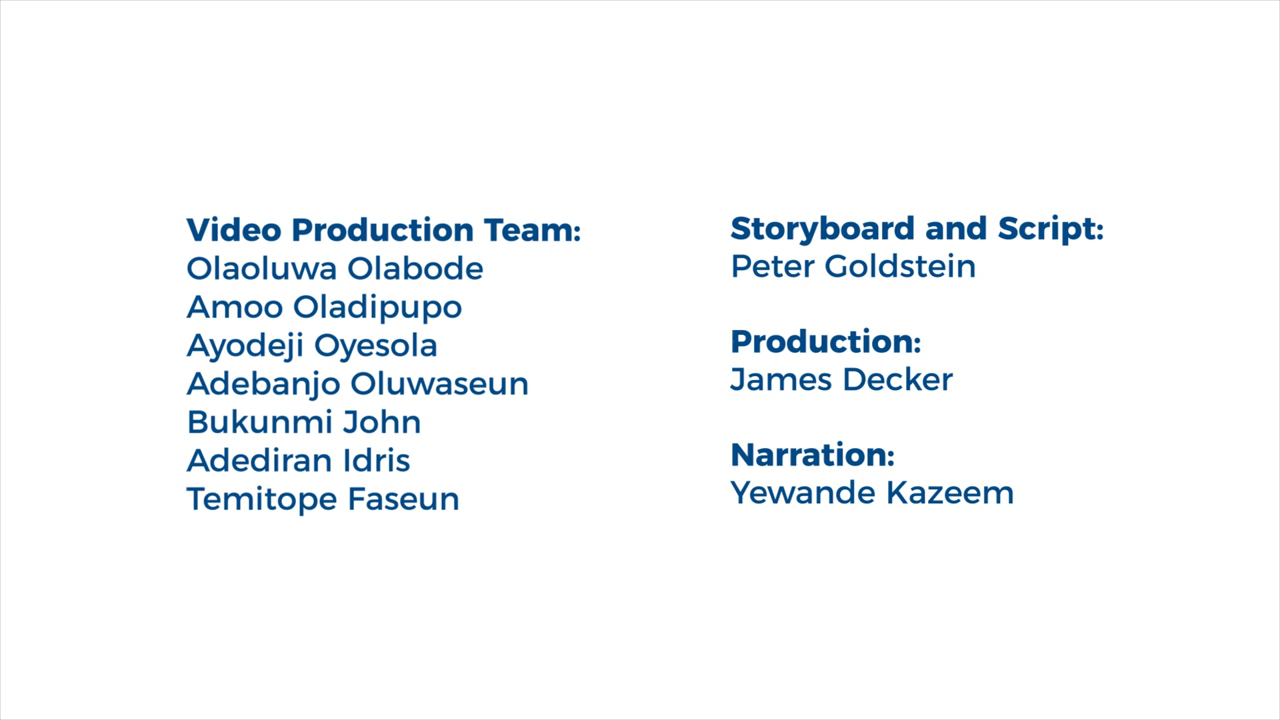 Video Production Team:
Olaoluwa Olabode
Amoo Oladipupo
Ayodeji Oyesola
Adebanjo Oluwaseun
Bukunmi John
Adediran Idris
Temitope Faseun
Storyboard and Script:
Peter Goldstein
Production:
James Decker
Narration:
Yewande Kazeem